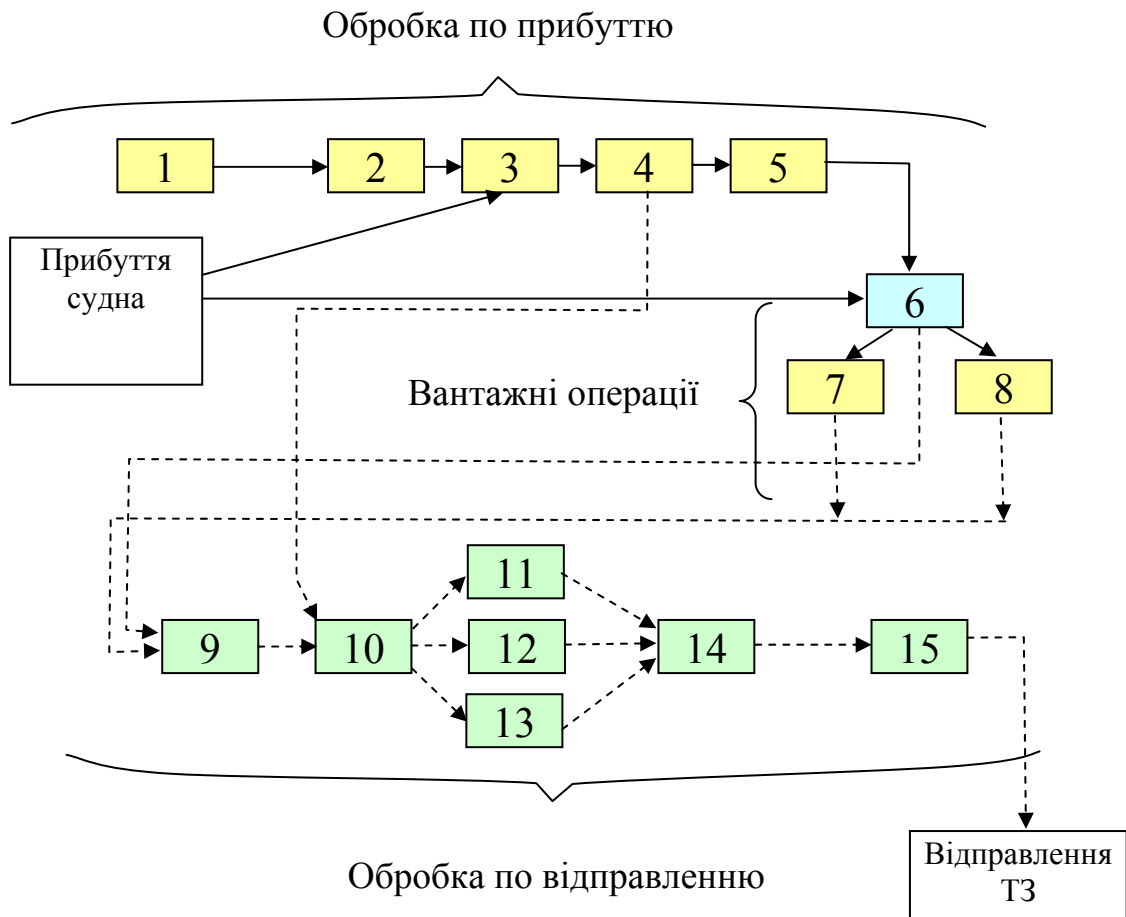 Обробка по прибуттю
1 2 3 4 5
Прибуття
судна
6
7 8
Вантажні операції
11
9 10 12 14 15
13
Відправлення
ТЗ
Обробка по відправленню